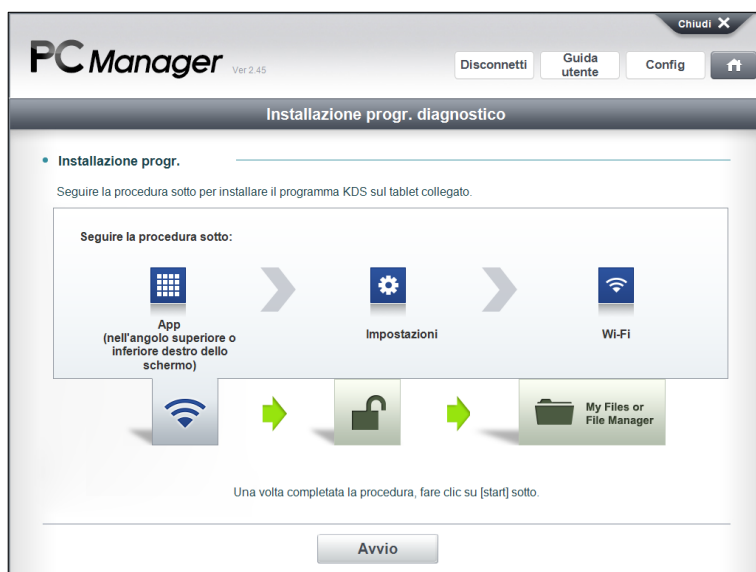 Chiudi
PC Manager Ver 2.45
Disconnetti
Guida
utente
Config
Installazione progr. diagnostico
Installazione progr.
Seguire la procedura sotto per installare il programma KDS sul tablet collegato.
Seguire la procedura sotto:
App
(nell'angolo superiore o
inferiore destro dello
schermo)
Impostazioni
Wi-Fi
My Files or
File Manager
Una volta completata la procedura, fare clic su [start] sotto.
Avvio